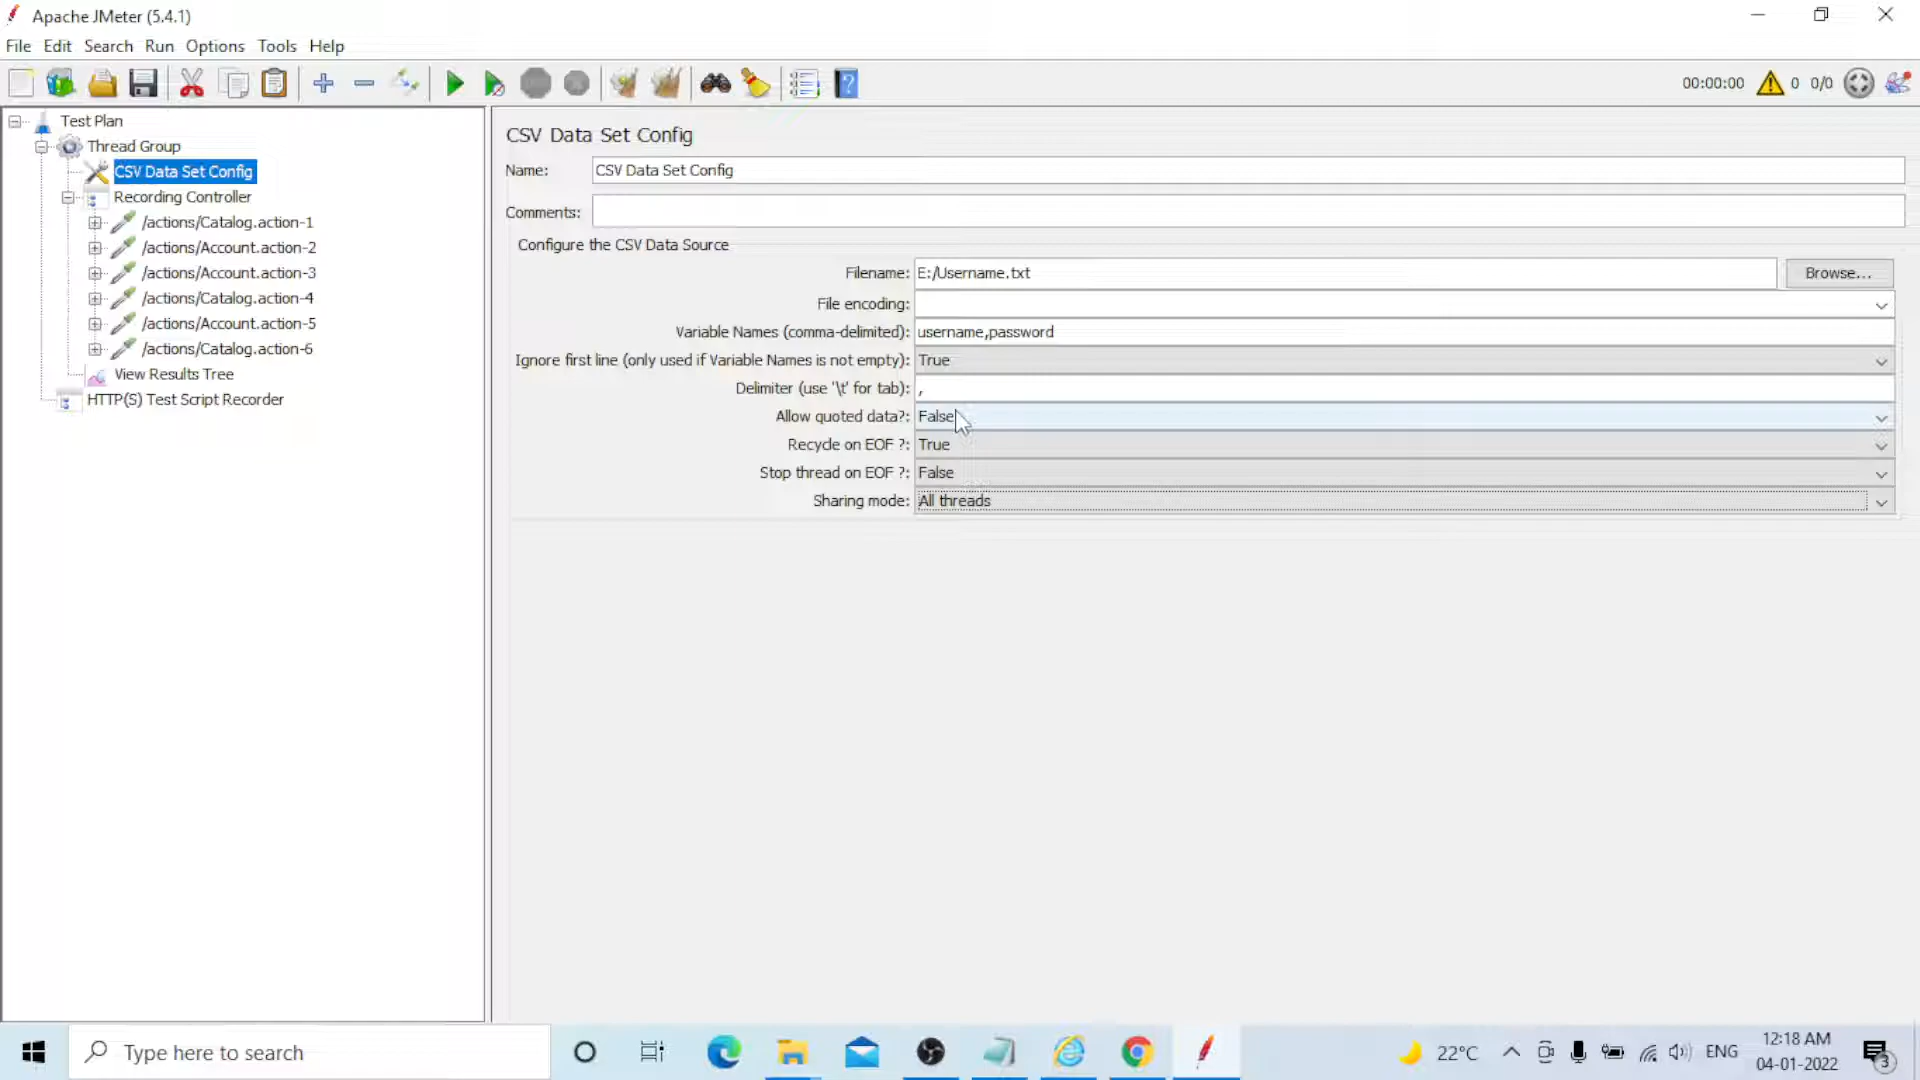 Apache JMeter (5.4.1)
File Edit Search Run Options Tools Help
00:00:00 0 0/0
Test Plan
Thread Group
CSV Data Set Config
Recording Controller
/actions/Catalog.action-1
/actions/Account.action-2
/actions/Account.action-3
/actions/Catalog.action-4
/actions/Account.action-5
/actions/Catalog.action-6
View Results Tree
HTTP(S) Test Script Recorder
CSV Data Set Config
Name: CSV Data Set Config
Comments:
Configure the CSV Data Source
Filename: E:/Username.txt Browse...
File encoding:
Variable Names (comma-delimited): username,password
Ignore first line (only used if Variable Names is not empty): True
Delimiter (use '\t' for tab): ,
Allow quoted data?: False
Recycle on EOF ?: True
Stop thread on EOF ?: False
Sharing mode: All threads
Type here to search
22°C
ENG
12:18 AM
04-01-2022
3